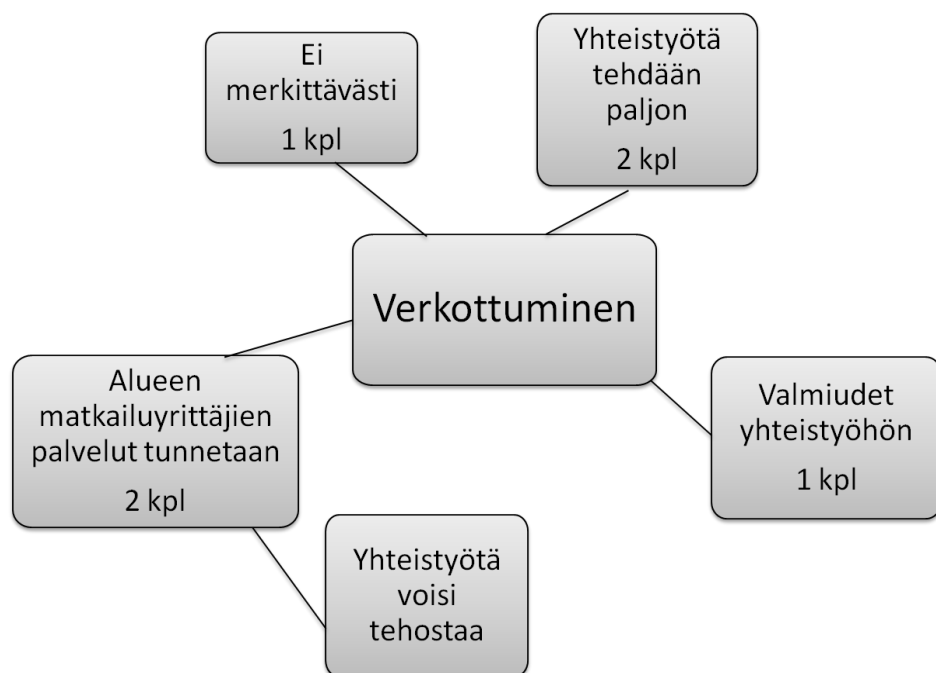 Ei
merkittävästi
1 kpl
Yhteistyötä
tehdään
paljon
2 kpl
Verkottuminen
Alueen
matkailuyrittäjien
palvelut tunnetaan
2 kpl
Valmiudet
yhteistyöhön
1 kpl
Yhteistyötä
voisi
tehostaa